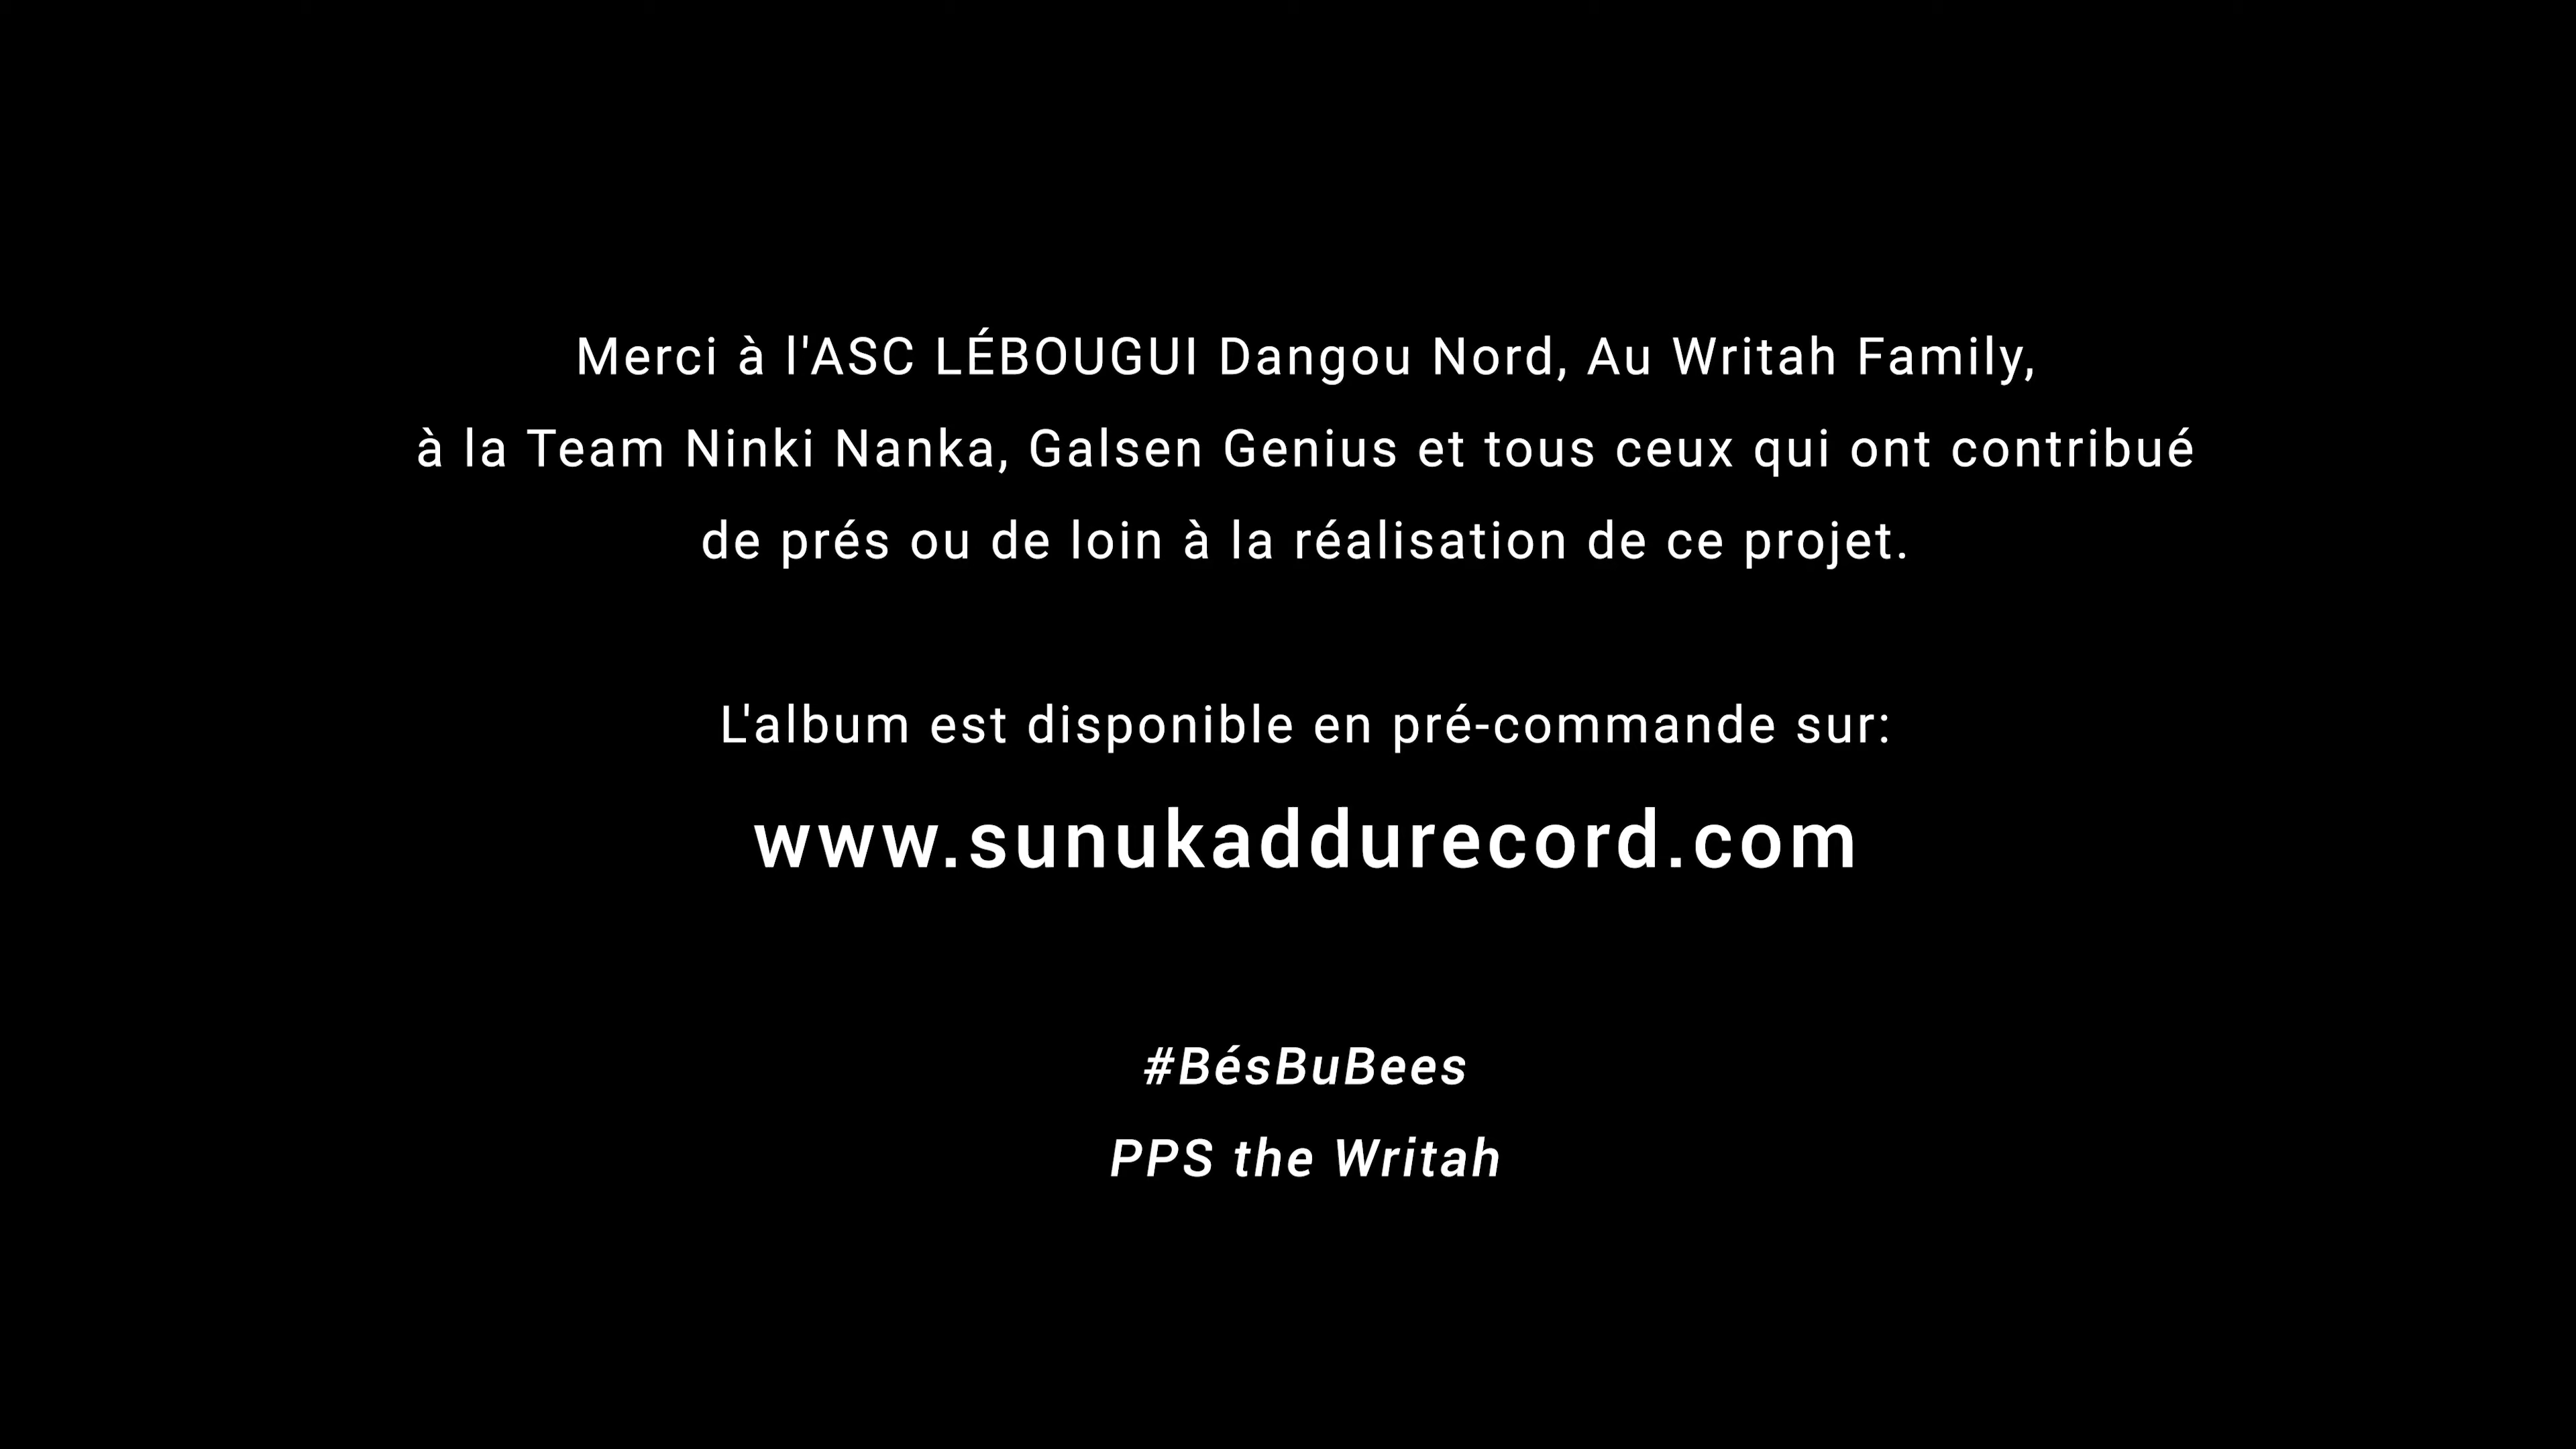 Merci à l'ASC LÉBOUGUI Dangou Nord, Au Writah Family,
à la Team Ninki Nanka, Galsen Genius et tous ceux qui ont contribué
de prés ou de loin à la réalisation de ce projet.
L'album est disponible en pré-commande sur:
www.sunukaddurecord.com
#BésBuBees
PPS the Writah